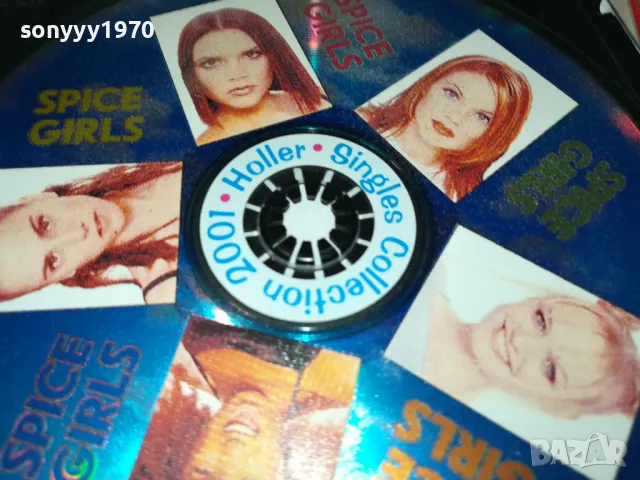 sonyyy1970
SPICE
GIRLS
SPICE
GIRLS
SPICE
GIRLS
Holler • Singles Collection 2001 •
SPICE
GIRLS
GIRLS
BAZAR